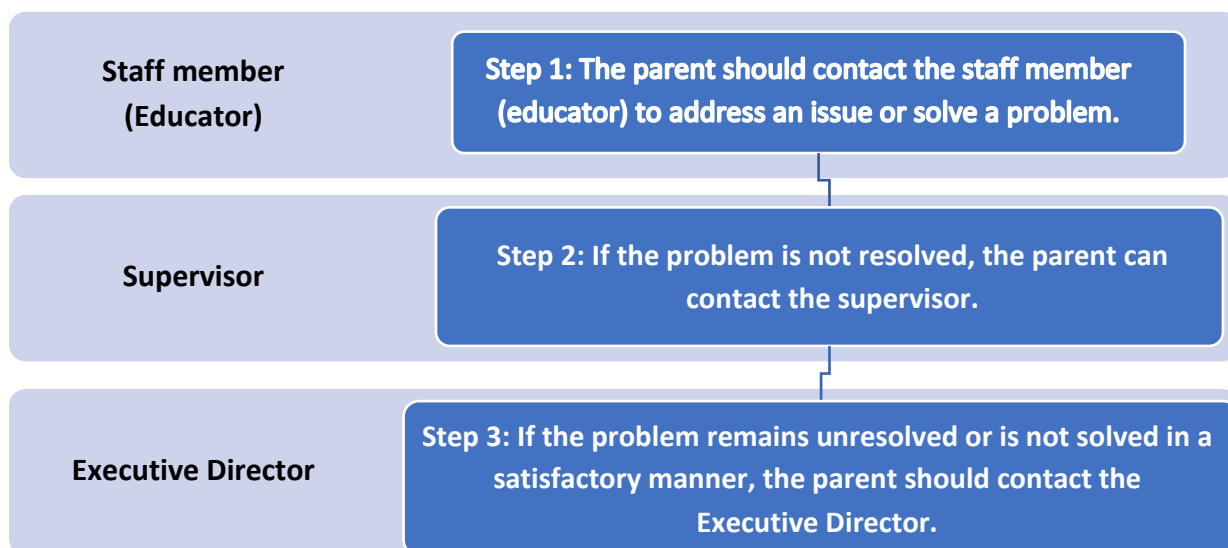 Staff member
(Educator)
Step 1: The parent should contact the staff member
(educator) to address an issue or solve a problem.
Supervisor
Step 2: If the problem is not resolved, the parent can
contact the supervisor.
Executive Director
Step 3: If the problem remains unresolved or is not solved in a
satisfactory manner, the parent should contact the
Executive Director.